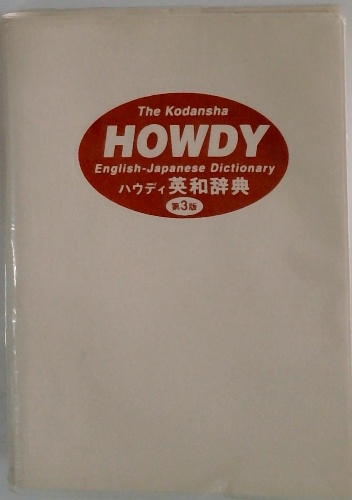 The Kodansha
HOWDY
English-Japanese Dictionary
ハウディ英和辞典
第3版